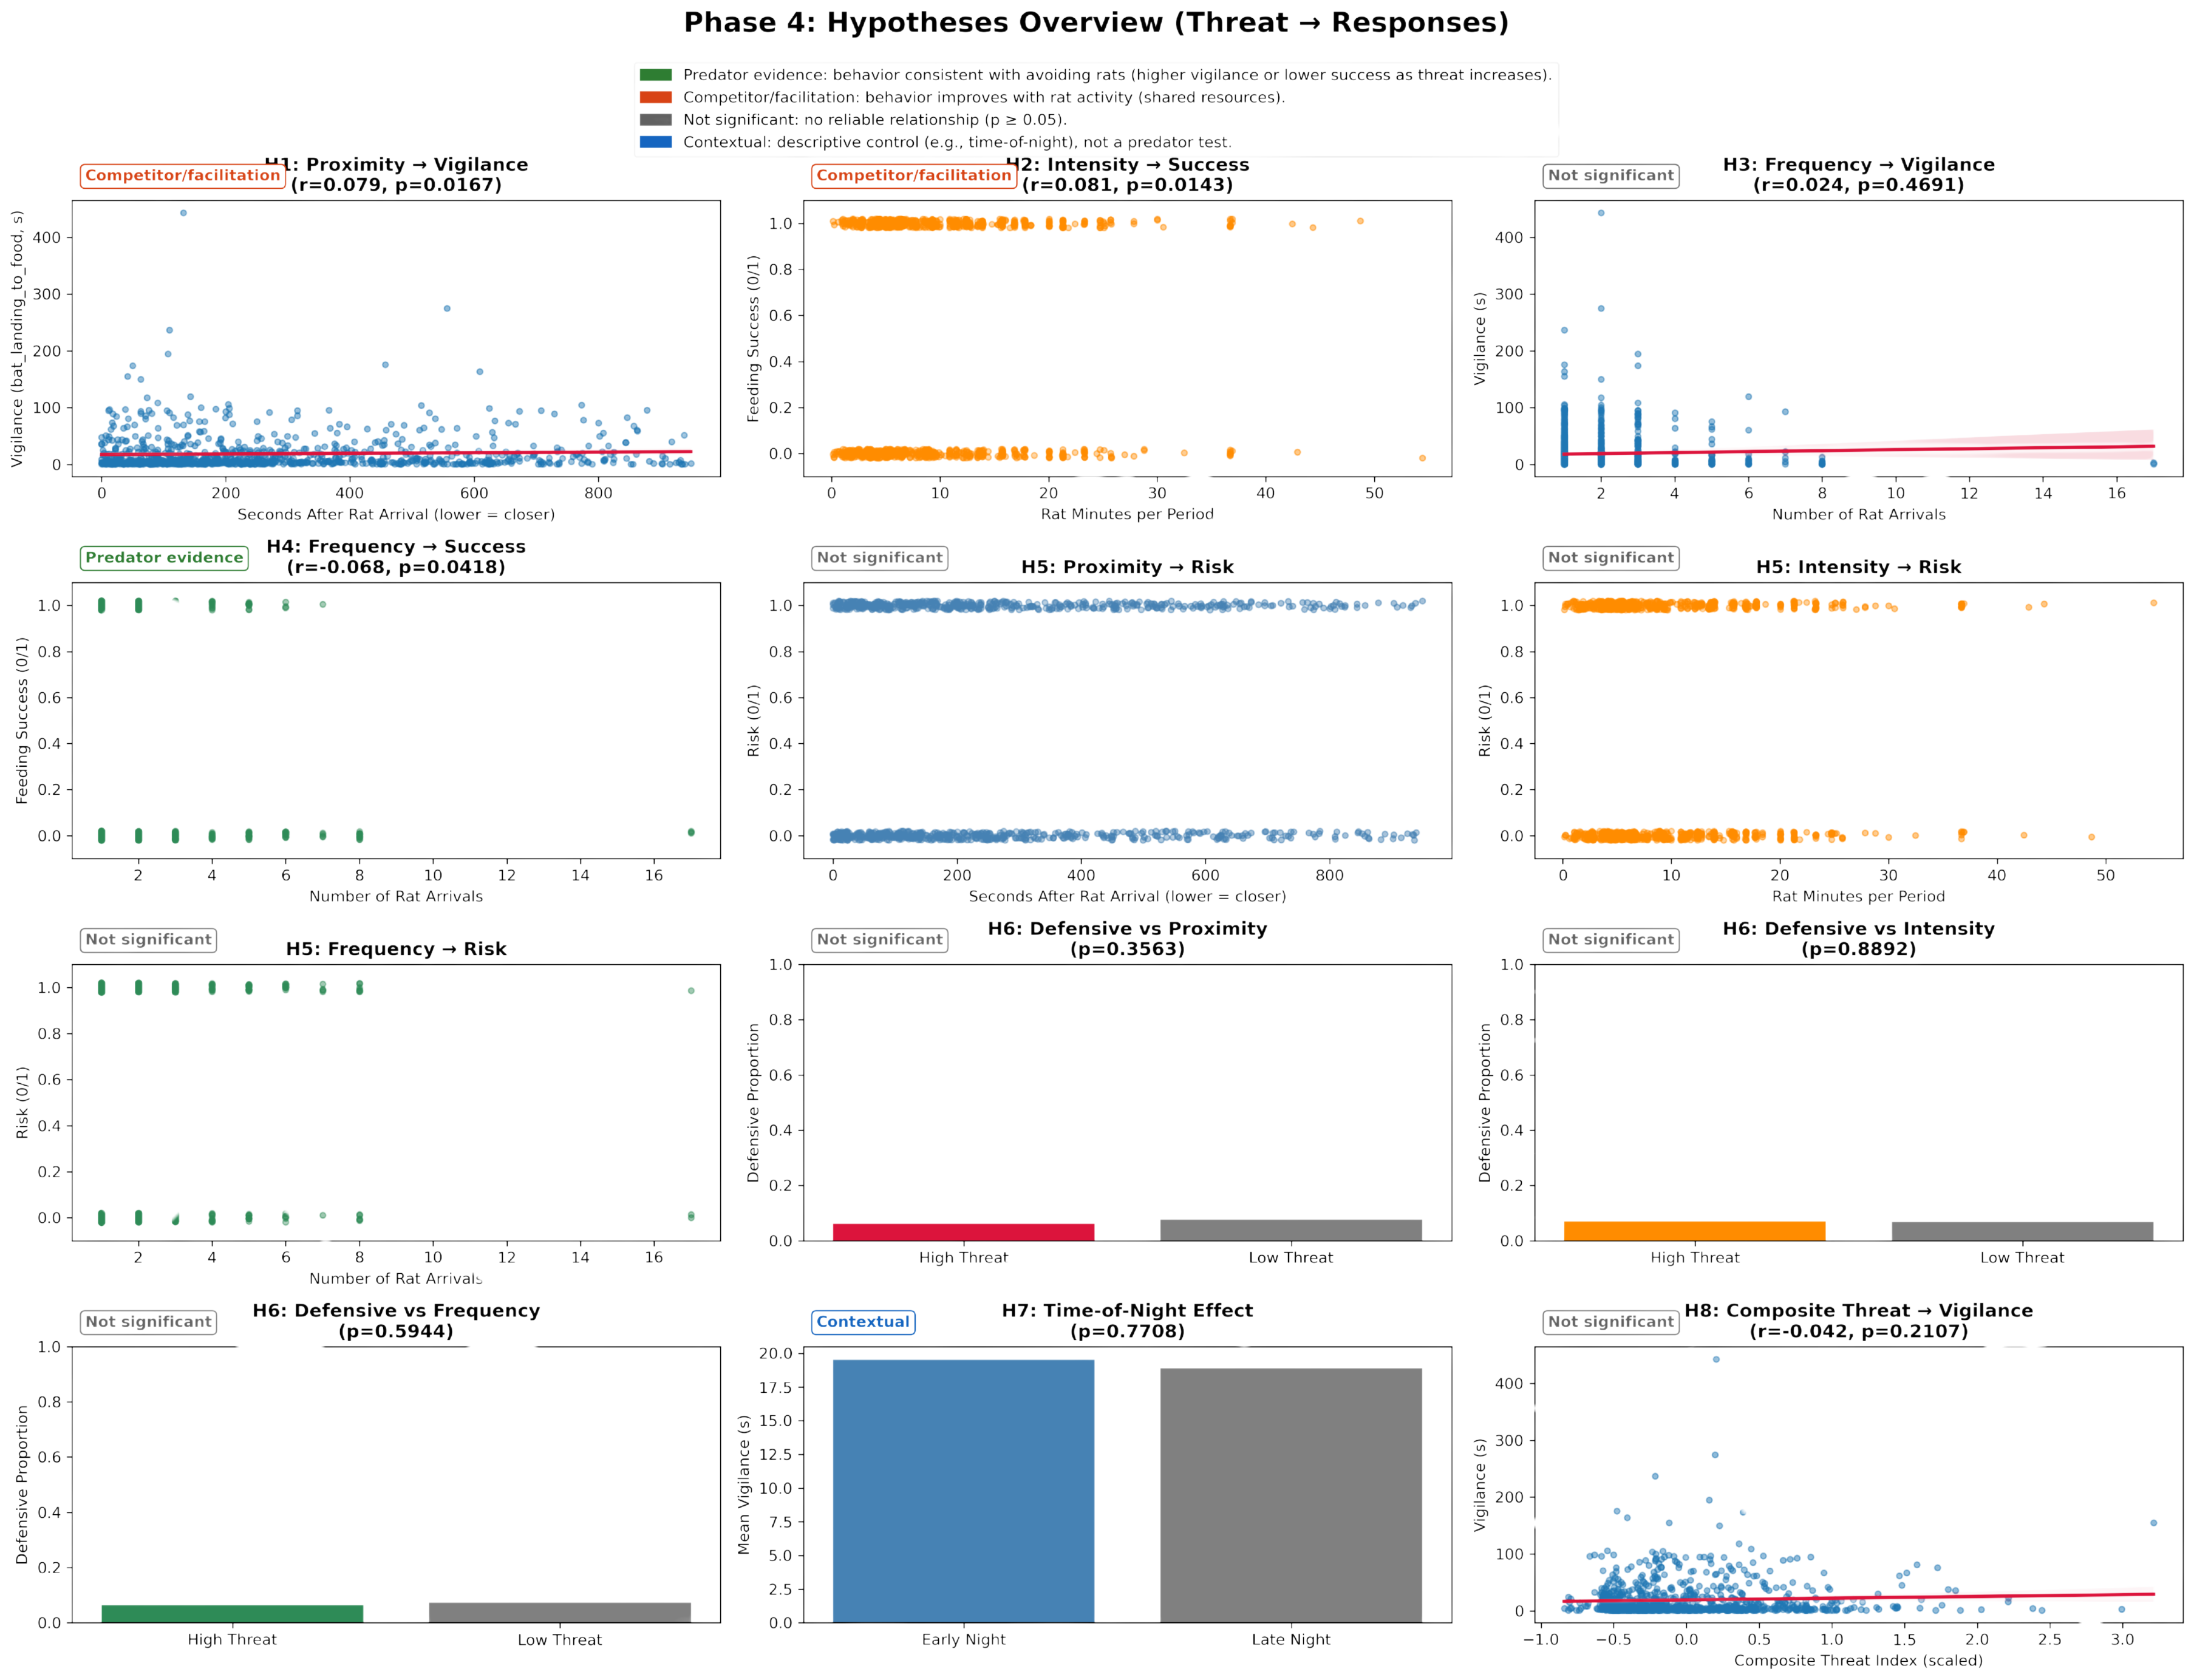 Phase 4: Hypotheses Overview (Threat → Responses)
Predator evidence: behavior consistent with avoiding rats (higher vigilance or lower success as threat increases).
Competitor/facilitation: behavior improves with rat activity (shared resources).
Not significant: no reliable relationship (p ≥ 0.05).
Contextual: descriptive control (e.g., time-of-night), not a predator test.
Competitor/facilitation
H1: Proximity → Vigilance
(r=0.079, p=0.0167)
Vigilance (bat_landing_to_food, s)
400
300
200
100
0
0 200 400 600 800
Seconds After Rat Arrival (lower = closer)
Competitor/facilitation
H2: Intensity → Success
(r=0.081, p=0.0143)
Feeding Success (0/1)
1.0
0.8
0.6
0.4
0.2
0.0
0 10 20 30 40 50
Rat Minutes per Period
Not significant
H3: Frequency → Vigilance
(r=0.024, p=0.4691)
Vigilance (s)
400
300
200
100
0
2 4 6 8 10 12 14 16
Number of Rat Arrivals
Predator evidence
H4: Frequency → Success
(r=-0.068, p=0.0418)
Feeding Success (0/1)
1.0
0.8
0.6
0.4
0.2
0.0
2 4 6 8 10 12 14 16
Number of Rat Arrivals
Not significant
H5: Proximity → Risk
Risk (0/1)
1.0
0.8
0.6
0.4
0.2
0.0
0 200 400 600 800
Seconds After Rat Arrival (lower = closer)
Not significant
H5: Intensity → Risk
Risk (0/1)
1.0
0.8
0.6
0.4
0.2
0.0
0 10 20 30 40 50
Rat Minutes per Period
Not significant
H5: Frequency → Risk
Risk (0/1)
1.0
0.8
0.6
0.4
0.2
0.0
2 4 6 8 10 12 14 16
Number of Rat Arrivals
Not significant
H6: Defensive vs Proximity
(p=0.3563)
Defensive Proportion
1.0
0.8
0.6
0.4
0.2
0.0
High Threat Low Threat
Not significant
H6: Defensive vs Intensity
(p=0.8892)
Defensive Proportion
1.0
0.8
0.6
0.4
0.2
0.0
High Threat Low Threat
Not significant
H6: Defensive vs Frequency
(p=0.5944)
Defensive Proportion
1.0
0.8
0.6
0.4
0.2
0.0
High Threat Low Threat
Contextual
H7: Time-of-Night Effect
(p=0.7708)
Mean Vigilance (s)
20.0
17.5
15.0
12.5
10.0
7.5
5.0
2.5
0.0
Early Night Late Night
Not significant
H8: Composite Threat → Vigilance
(r=-0.042, p=0.2107)
Vigilance (s)
400
300
200
100
0
−1.0 −0.5 0.0 0.5 1.0 1.5 2.0 2.5 3.0
Composite Threat Index (scaled)